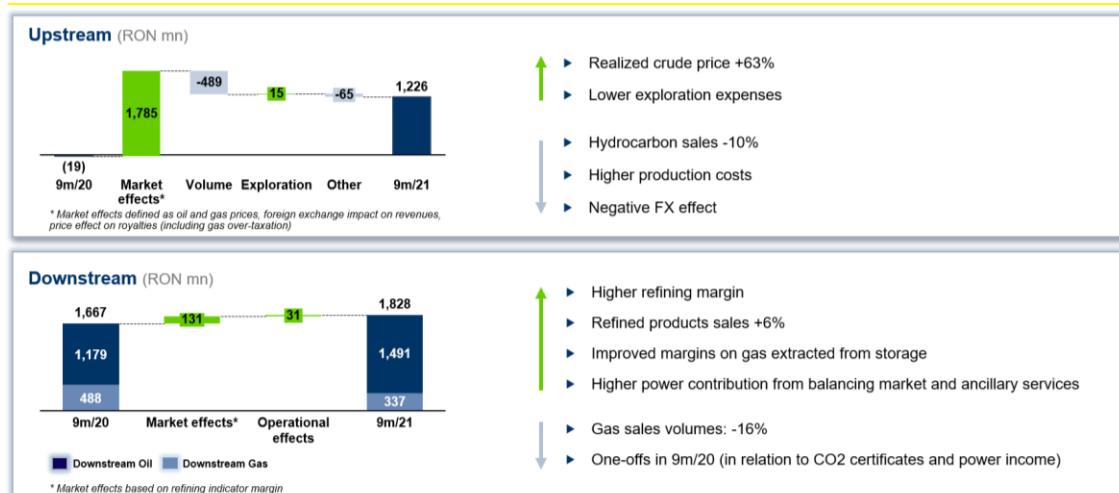 Upstream (RON mn)
-489
1,226
15
-65
1,785
(19)
9m/20 Market effects* Volume Exploration Other 9m/21
* Market effects defined as oil and gas prices, foreign exchange impact on revenues,
price effect on royalties (including gas over-taxation)
Realized crude price +63%
Lower exploration expenses
Hydrocarbon sales -10%
Higher production costs
Negative FX effect
Downstream (RON mn)
1,667
131
31
1,828
1,179
1,491
488
337
9m/20 Market effects* Operational effects 9m/21
Downstream Oil Downstream Gas
* Market effects based on refining indicator margin
Higher refining margin
Refined products sales +6%
Improved margins on gas extracted from storage
Higher power contribution from balancing market and ancillary services
Gas sales volumes: -16%
One-offs in 9m/20 (in relation to CO2 certificates and power income)